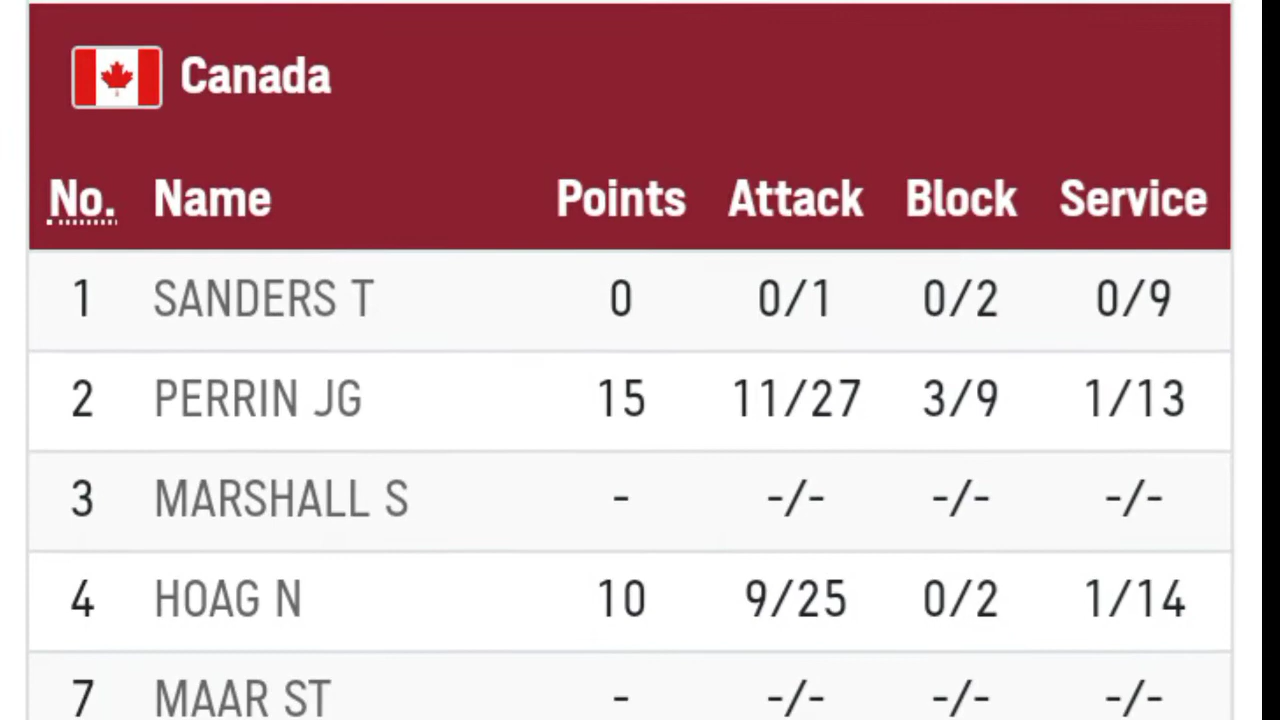 Canada
No. Name Points Attack Block Service
1 SANDERS T 0 0/1 0/2 0/9
2 PERRIN JG 15 11/27 3/9 1/13
3 MARSHALL S - -/- -/- -/-
4 HOAG N 10 9/25 0/2 1/14
7 MAAR ST - -/- -/- -/-